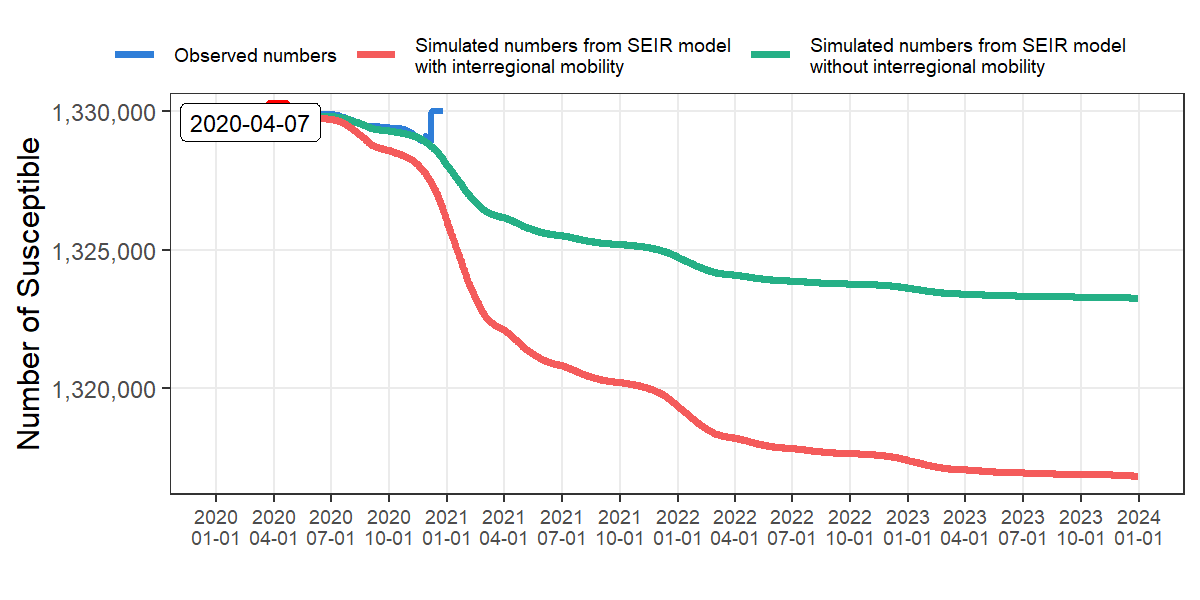 Observed numbers
Simulated numbers from SEIR model
with interregional mobility
Simulated numbers from SEIR model
without interregional mobility
Number of Susceptible
1,330,000
1,325,000
1,320,000
2020-04-07
2020 2020 2020 2020 2021 2021 2021 2021 2022 2022 2022 2022 2023 2023 2023 2023 2024
01-01 04-01 07-01 10-01 01-01 04-01 07-01 10-01 01-01 04-01 07-01 10-01 01-01 04-01 07-01 10-01 01-01